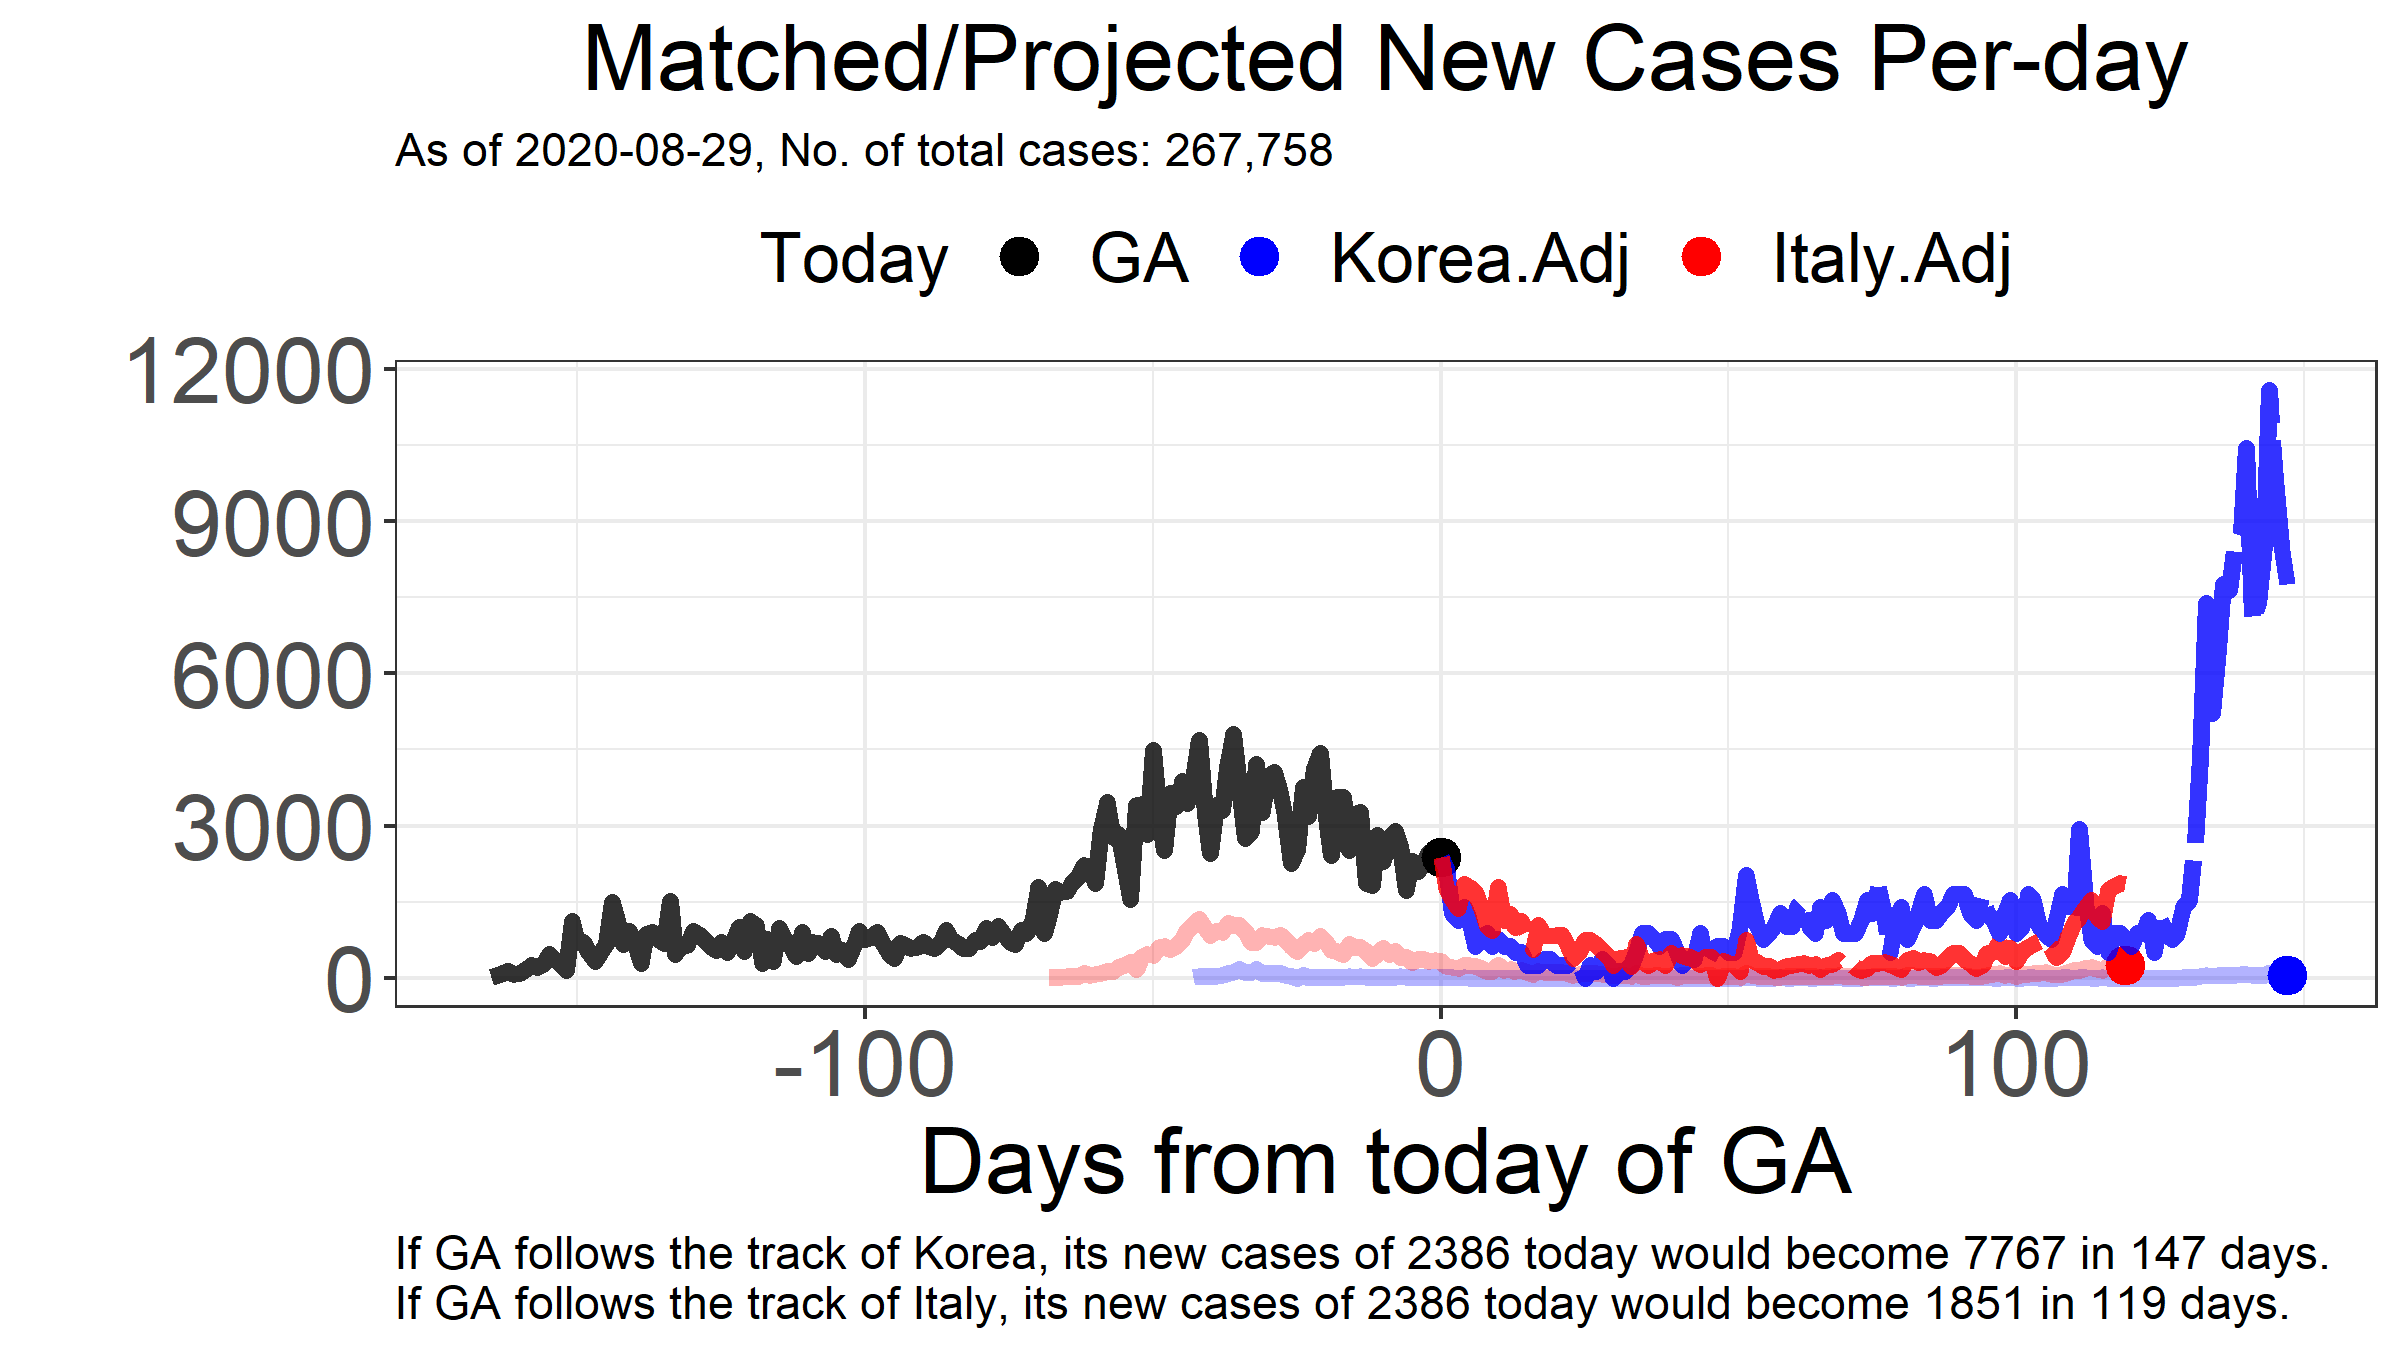 Matched/Projected New Cases Per-day
As of 2020-08-29, No. of total cases: 267,758
Today GA Korea.Adj Italy.Adj
12000
9000
6000
3000
0
-100 0 100
Days from today of GA
If GA follows the track of Korea, its new cases of 2386 today would become 7767 in 147 days.
If GA follows the track of Italy, its new cases of 2386 today would become 1851 in 119 days.